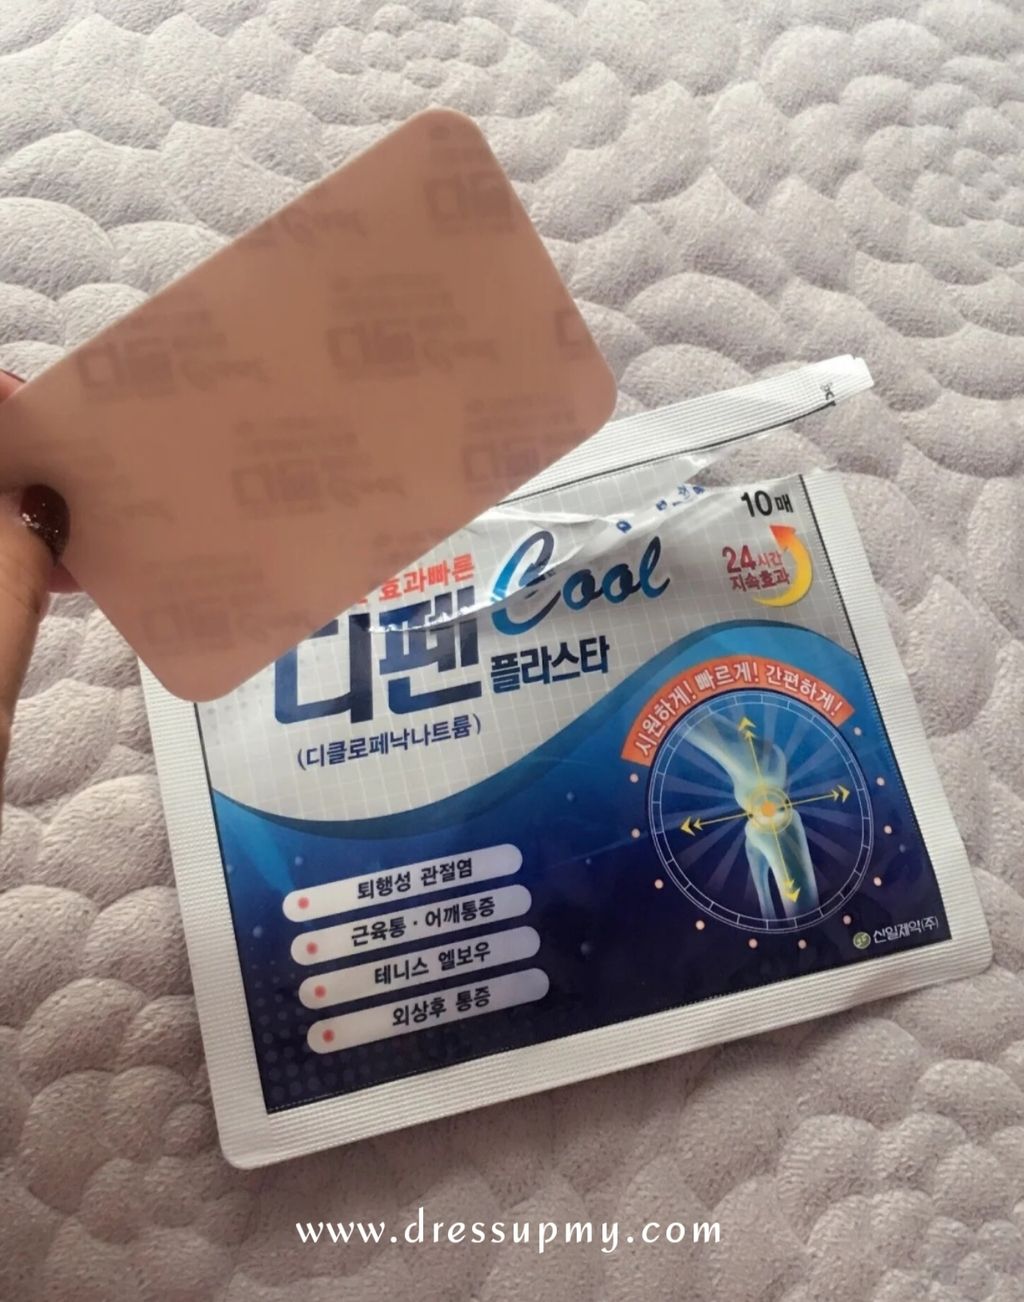 10매
24시간
지속효과
효과빠른
디펜 Cool
플라스타
(디클로페낙나트륨)
시원하게! 빠르게! 간편하게!
퇴행성 관절염
근육통 · 어깨통증
테니스 엘보우
외상후 통증
신일제약(주)
www.dressupmy.com